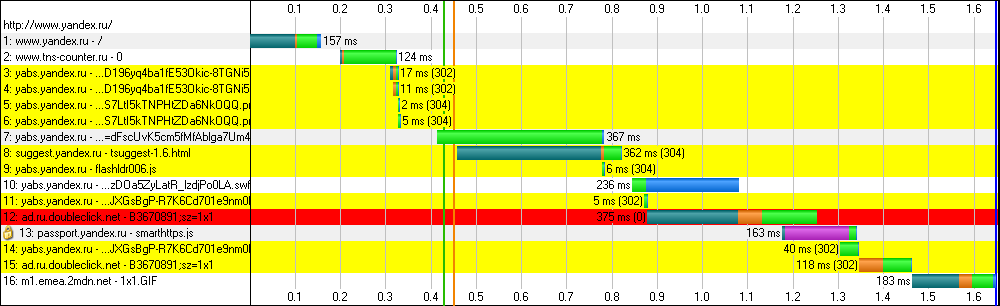 0.1 0.2 0.3 0.4 0.5 0.6 0.7 0.8 0.9 1.0 1.1 1.2 1.3 1.4 1.5 1.6
http://www.yandex.ru/
1: www.yandex.ru - / 157 ms
2: www.tns-counter.ru - 0 124 ms
3: yabs.yandex.ru - ...D196yq4ba1fE53Okic-8TGNi5 17 ms (302)
4: yabs.yandex.ru - ...D196yq4ba1fE53Okic-8TGNi5 11 ms (302)
5: yabs.yandex.ru - ...S7LtI5kTNPHtZDa6NkOQQ.pr 2 ms (304)
6: yabs.yandex.ru - ...S7LtI5kTNPHtZDa6NkOQQ.pr 5 ms (304)
7: yabs.yandex.ru - ...=dFscUvK5cm5fMfAblga7Um4 367 ms
8: suggest.yandex.ru - tsuggest-1.6.html 362 ms (304)
9: yabs.yandex.ru - flashldr006.js 6 ms (304)
10: yabs.yandex.ru - ...zDOa5ZyLatR_IzdjPo0LA.swf 236 ms
11: yabs.yandex.ru - ...JXGsBgP-R7K6Cd701e9nm0l 5 ms (302)
12: ad.ru.doubleclick.net - B3670891;sz=1x1 375 ms (0)
13: passport.yandex.ru - smarthttps.js 163 ms
14: yabs.yandex.ru - ...JXGsBgP-R7K6Cd701e9nm0l 40 ms (302)
15: ad.ru.doubleclick.net - B3670891;sz=1x1 118 ms (302)
16: m1.emea.2mdn.net - 1x1.GIF 183 ms
0.1 0.2 0.3 0.4 0.5 0.6 0.7 0.8 0.9 1.0 1.1 1.2 1.3 1.4 1.5 1.6